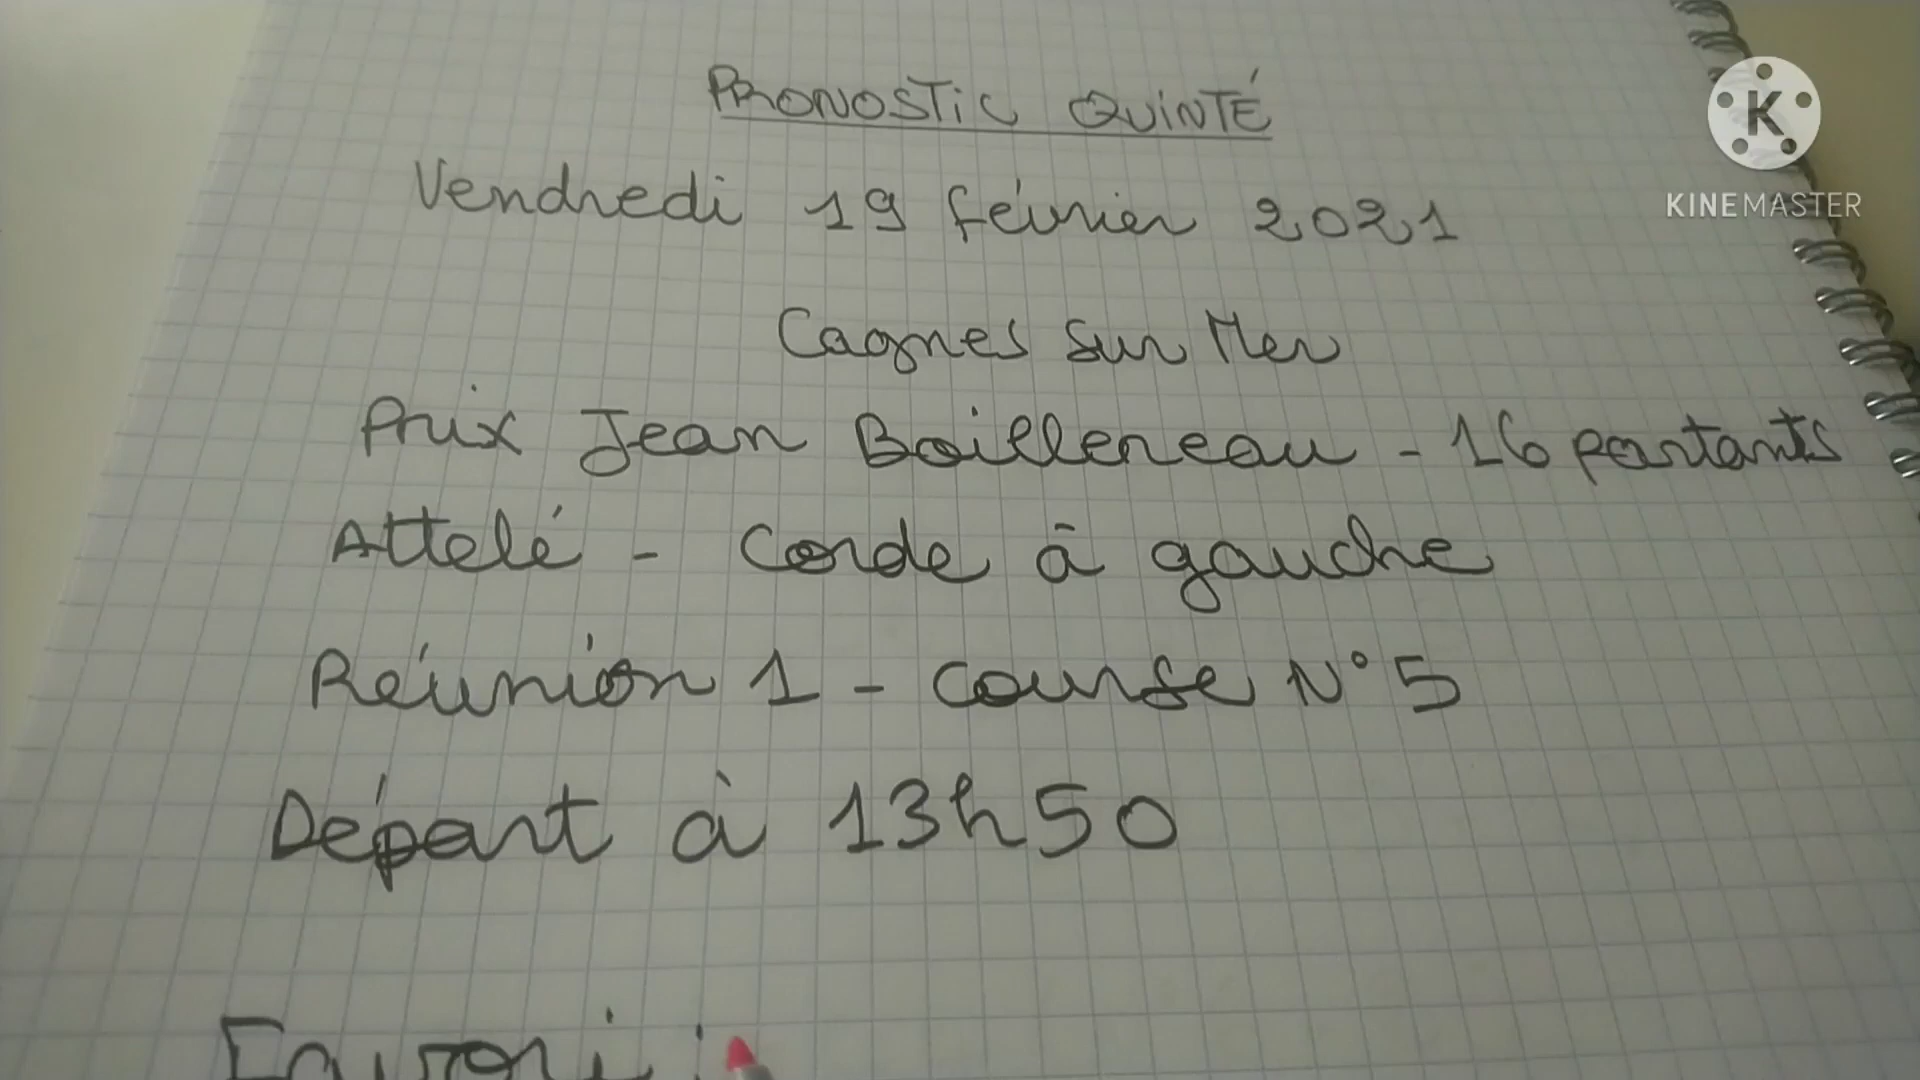 PRONOSTIC QUINTÉ
Vendredi 19 février 2021
Cagnes sur Mer
Prix Jean Boilleneau - 16 partants
Attelé - Corde à gauche
Réunion 1 - Course N°5
Départ à 13h50
Favori :
K
KINEMASTER